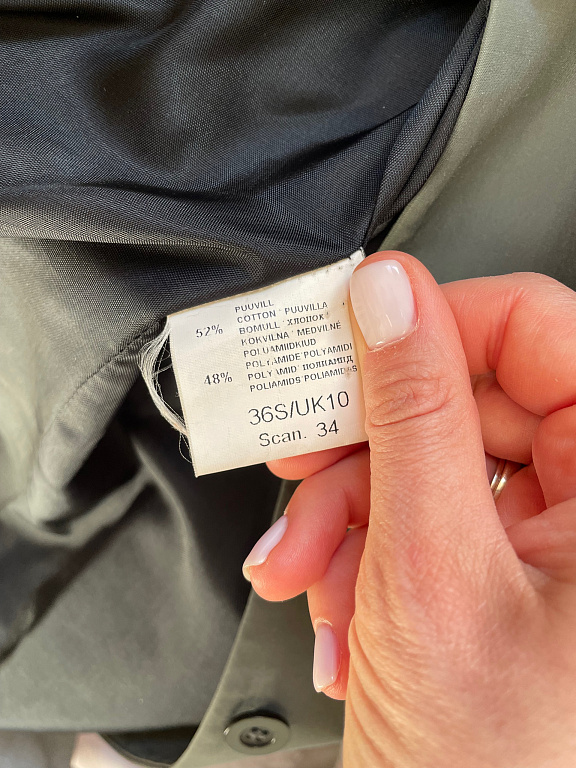 PUUVILL
52% COTTON PUUVILLA
BOMULL ХЛОПОК
KOKVILNA MEDVILNĖ
POLUAMIIDKIUD
48% POLYAMIDE POLYAMIDI
POLYAMID ПОЛИАМИД
POLIAMIDS POLIAMIDAS
36S/UK10
Scan. 34